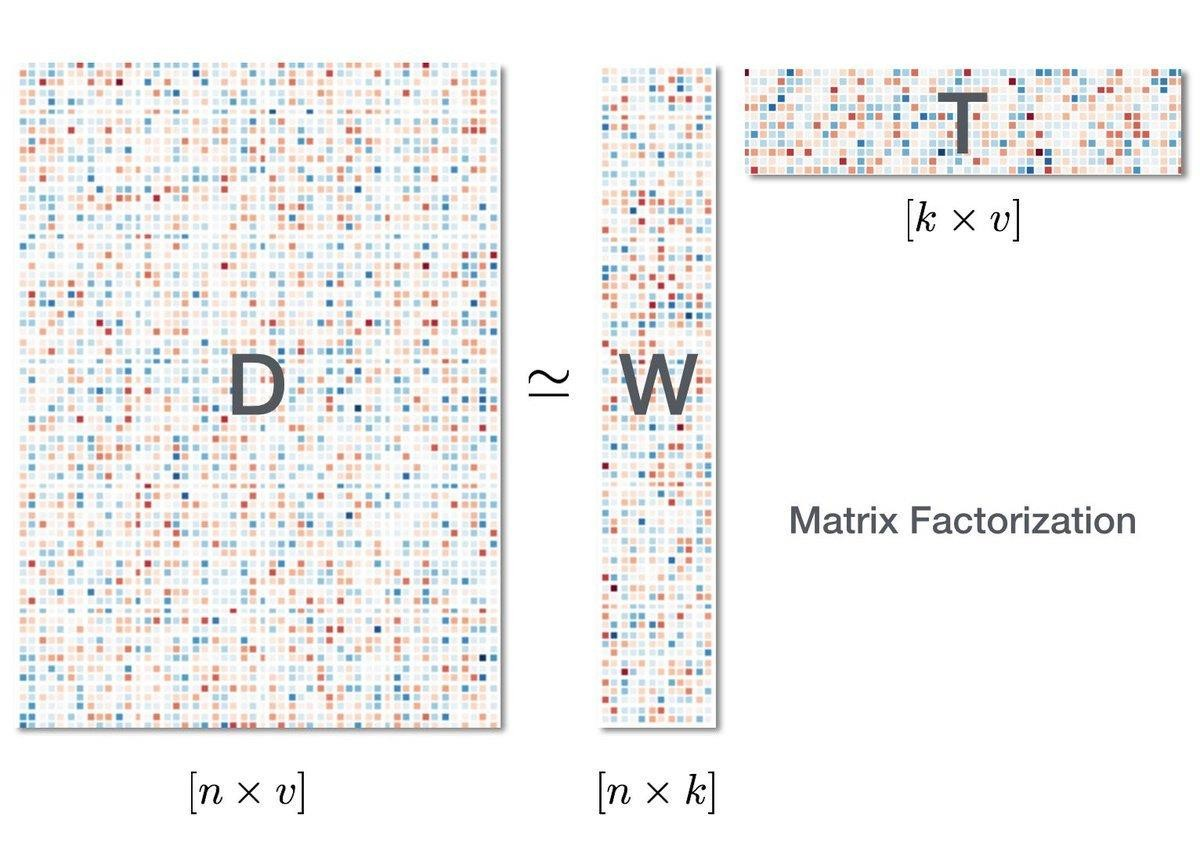 T
[k × v]
D
≃
W
Matrix Factorization
[n × v]
[n × k]